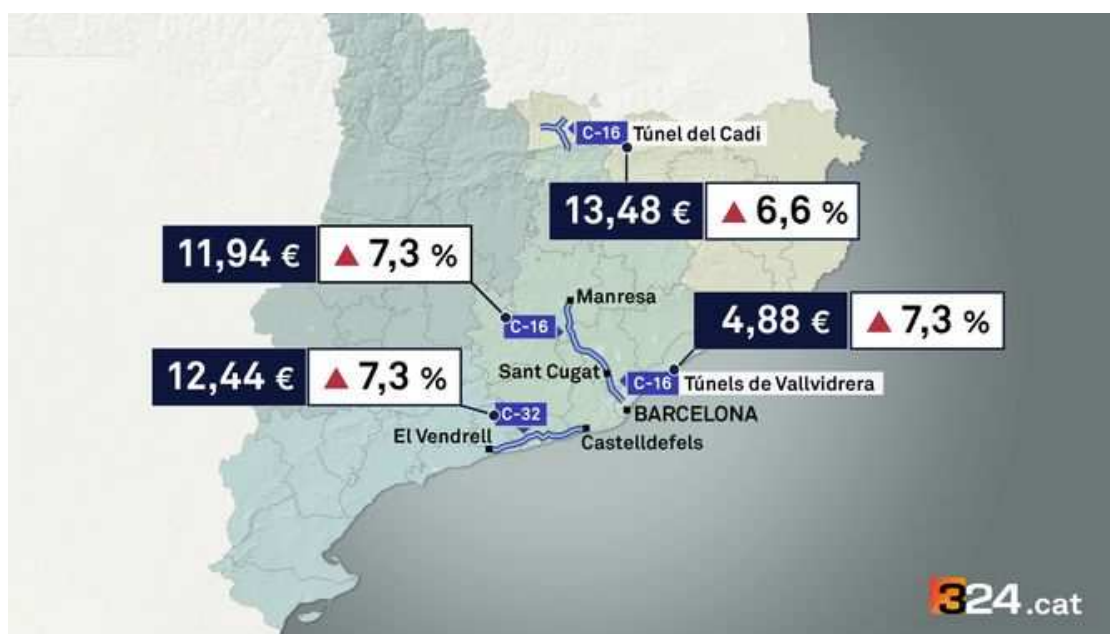 C-16 Túnel del Cadi
13,48 € ▲ 6,6 %
11,94 € ▲ 7,3 %
Manresa
C-16
4,88 € ▲ 7,3 %
12,44 € ▲ 7,3 %
Sant Cugat
C-16 Túnels de Vallvidrera
C-32
BARCELONA
El Vendrell
Castelldefels
324.cat